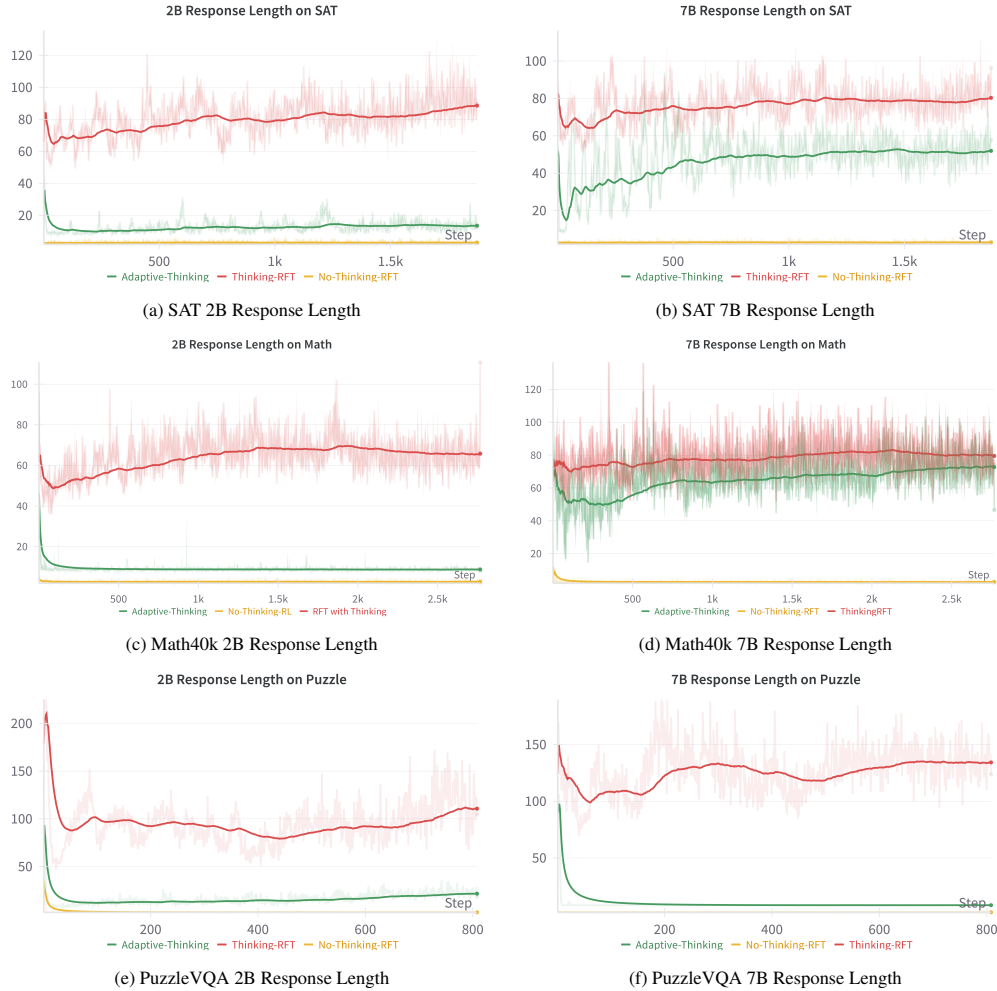 2B Response Length on SAT
120
100
80
60
40
20
Step
500 1k 1.5k
Adaptive-Thinking Thinking-RFT No-Thinking-RFT
(a) SAT 2B Response Length
7B Response Length on SAT
100
80
60
40
20
Step
500 1k 1.5k
Adaptive-Thinking Thinking-RFT No-Thinking-RFT
(b) SAT 7B Response Length
2B Response Length on Math
100
80
60
40
20
Step
500 1k 1.5k 2k 2.5k
Adaptive-Thinking No-Thinking-RL RFT with Thinking
(c) Math40k 2B Response Length
7B Response Length on Math
120
100
80
60
40
20
Step
500 1k 1.5k 2k 2.5k
Adaptive-Thinking No-Thinking-RFT ThinkingRFT
(d) Math40k 7B Response Length
2B Response Length on Puzzle
200
150
100
50
Step
200 400 600 800
Adaptive-Thinking Thinking-RFT No-Thinking-RFT
(e) PuzzleVQA 2B Response Length
7B Response Length on Puzzle
150
100
50
Step
200 400 600 800
Adaptive-Thinking No-Thinking-RFT Thinking-RFT
(f) PuzzleVQA 7B Response Length